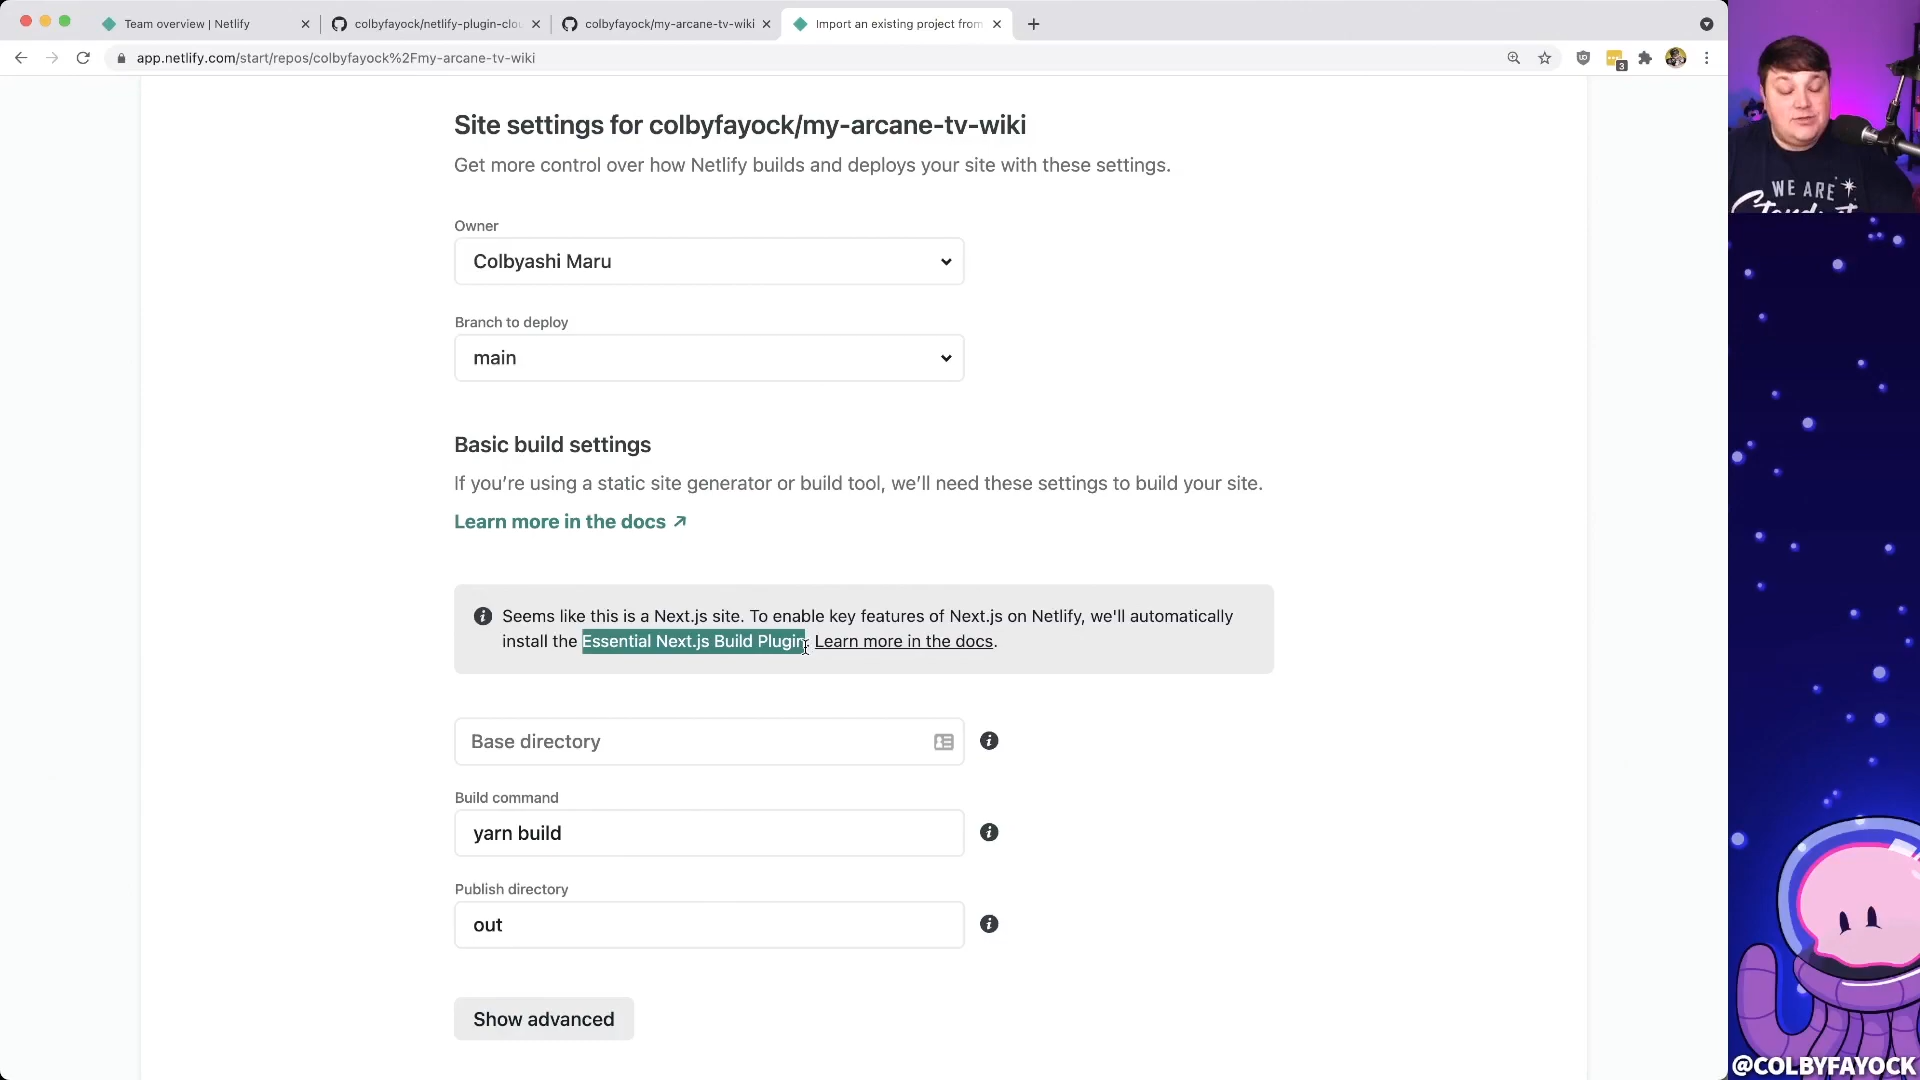 Team overview | Netlify
colbyfayock/netlify-plugin-clou
colbyfayock/my-arcane-tv-wiki
Import an existing project from
app.netlify.com/start/repos/colbyfayock%2Fmy-arcane-tv-wiki
3
Site settings for colbyfayock/my-arcane-tv-wiki
Get more control over how Netlify builds and deploys your site with these settings.
Owner
Colbyashi Maru
Branch to deploy
main
Basic build settings
If you’re using a static site generator or build tool, we’ll need these settings to build your site.
Learn more in the docs ↗
Seems like this is a Next.js site. To enable key features of Next.js on Netlify, we'll automatically
install the Essential Next.js Build Plugin. Learn more in the docs.
Base directory
Build command
yarn build
Publish directory
out
Show advanced
WE ARE
@COLBYFAYOCK